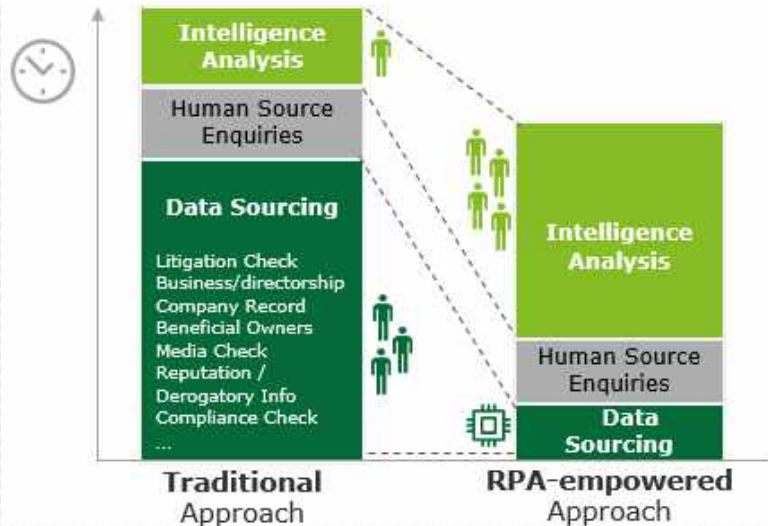 Intelligence
Analysis
Human Source
Enquiries
Data Sourcing
Litigation Check
Business/directorship
Company Record
Beneficial Owners
Media Check
Reputation /
Derogatory Info
Compliance Check
...
Traditional
Approach
Intelligence
Analysis
Human Source
Enquiries
Data
Sourcing
RPA-empowered
Approach